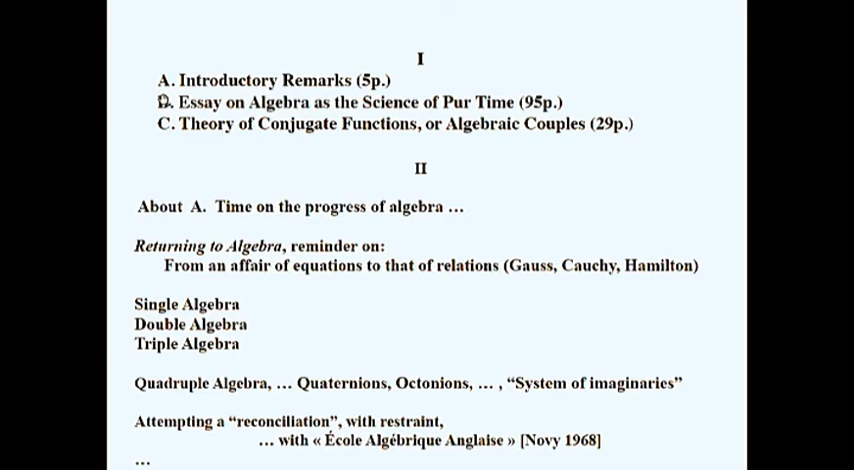 I
A. Introductory Remarks (5p.)
B. Essay on Algebra as the Science of Pur Time (95p.)
C. Theory of Conjugate Functions, or Algebraic Couples (29p.)
II
About A. Time on the progress of algebra …
Returning to Algebra, reminder on:
From an affair of equations to that of relations (Gauss, Cauchy, Hamilton)
Single Algebra
Double Algebra
Triple Algebra
Quadruple Algebra, … Quaternions, Octonions, … , “System of imaginaries”
Attempting a “reconciliation”, with restraint,
… with « École Algébrique Anglaise » [Novy 1968]
…